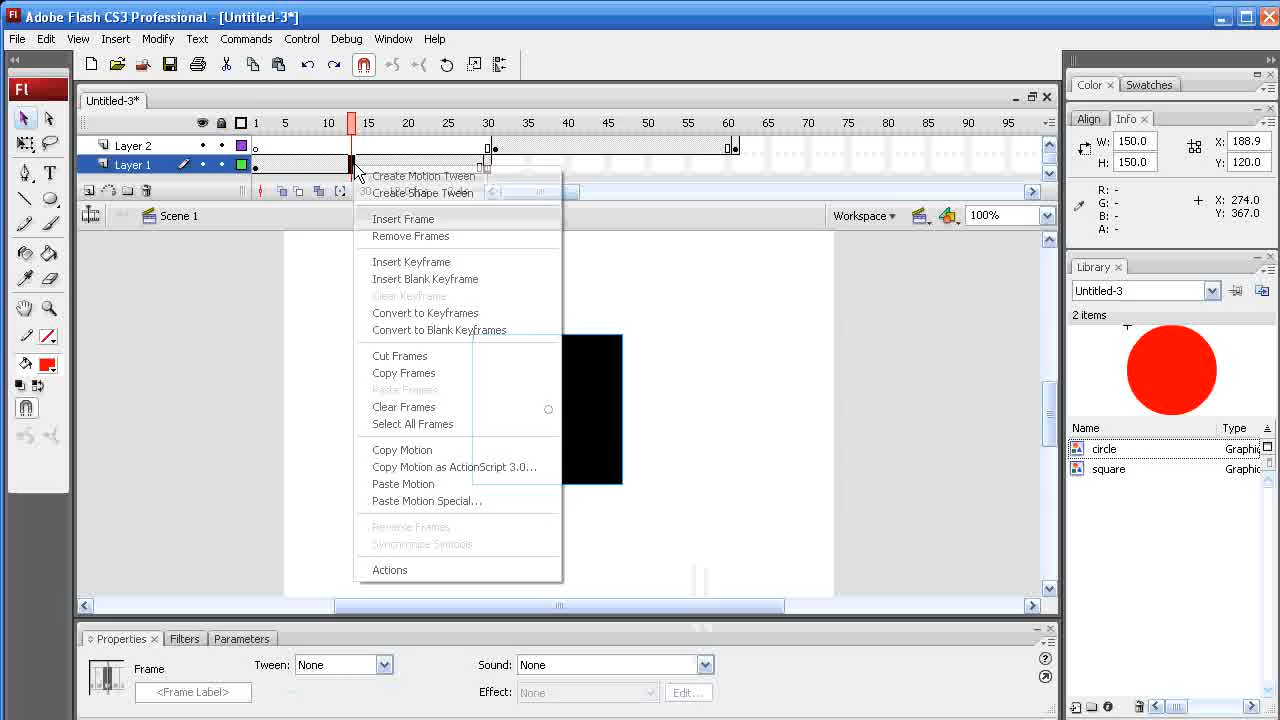 Adobe Flash CS3 Professional - [Untitled-3*]
File Edit View Insert Modify Text Commands Control Debug Window Help
Fl
Untitled-3*
1 5 10 20 25 30 35 40 45 50 55 60 65 70 75 80 85 90 95
Layer 2
Layer 1
Scene 1
Workspace
100%
Create Motion Tween
Create Shape Tween
Insert Frame
Remove Frames
Insert Keyframe
Insert Blank Keyframe
Clear Keyframe
Convert to Keyframes
Convert to Blank Keyframes
Cut Frames
Copy Frames
Paste Frames
Clear Frames
Select All Frames
Copy Motion
Copy Motion as ActionScript 3.0...
Paste Motion
Paste Motion Special...
Reverse Frames
Synchronize Symbols
Actions
Color Swatches
Align Info
W: 150.0 X: 188.9
H: 150.0 Y: 120.0
R: -
G: - X: 274.0
B: - Y: 367.0
A: -
Library
Untitled-3
2 items
Name Type
circle Graphic
square Graphic
Properties Filters Parameters
Frame Tween: None Sound: None
<Frame Label> Effect: None Edit...